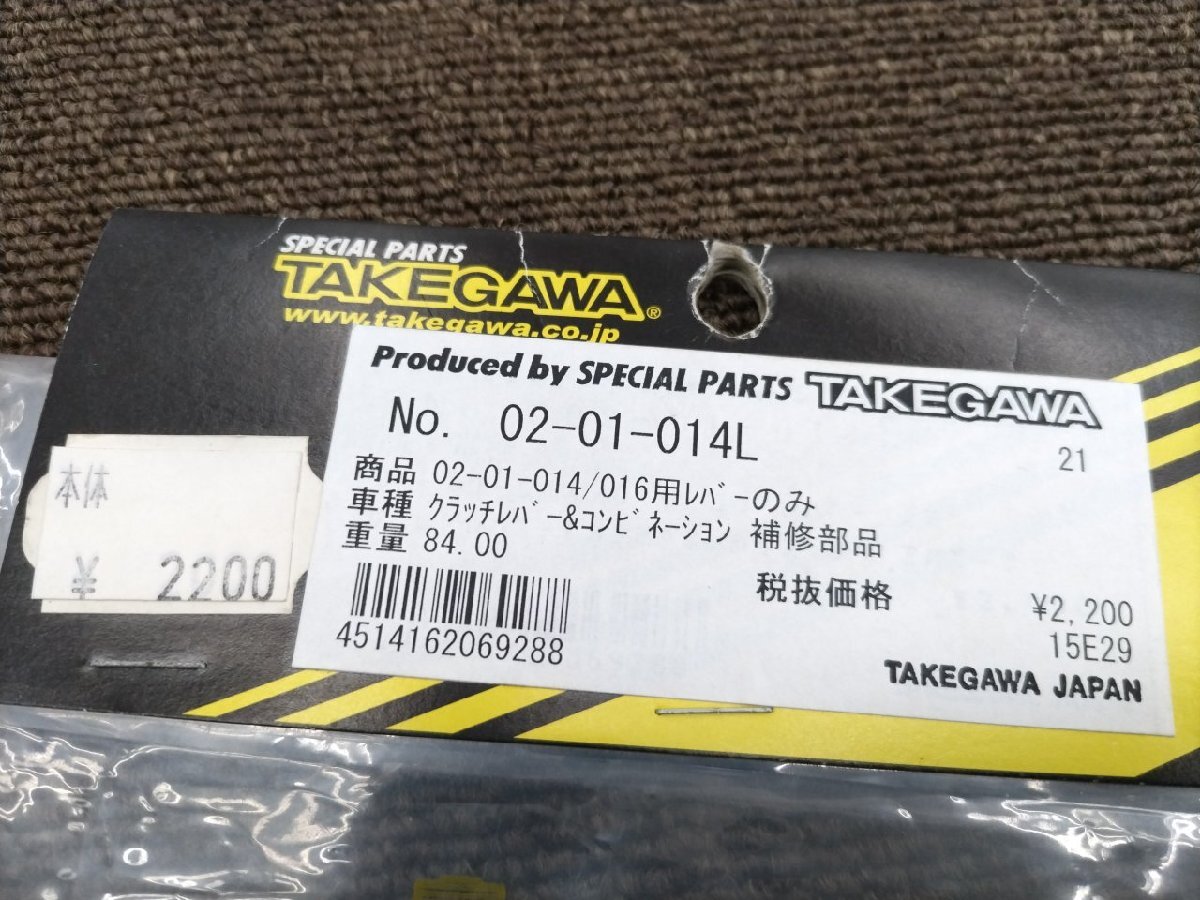 SPECIAL PARTS
TAKEGAWA®
www.takegawa.co.jp
Produced by SPECIAL PARTS TAKEGAWA
No. 02-01-014L
21
商品 02-01-014/016用ﾚﾊﾞｰのみ
車種 ｸﾗｯﾁﾚﾊﾞｰ&ｺﾝﾋﾞﾈｰｼｮﾝ 補修部品
重量 84.00
税抜価格 ¥2,200
4514162069288
15E29
TAKEGAWA JAPAN
本体
¥ 2200